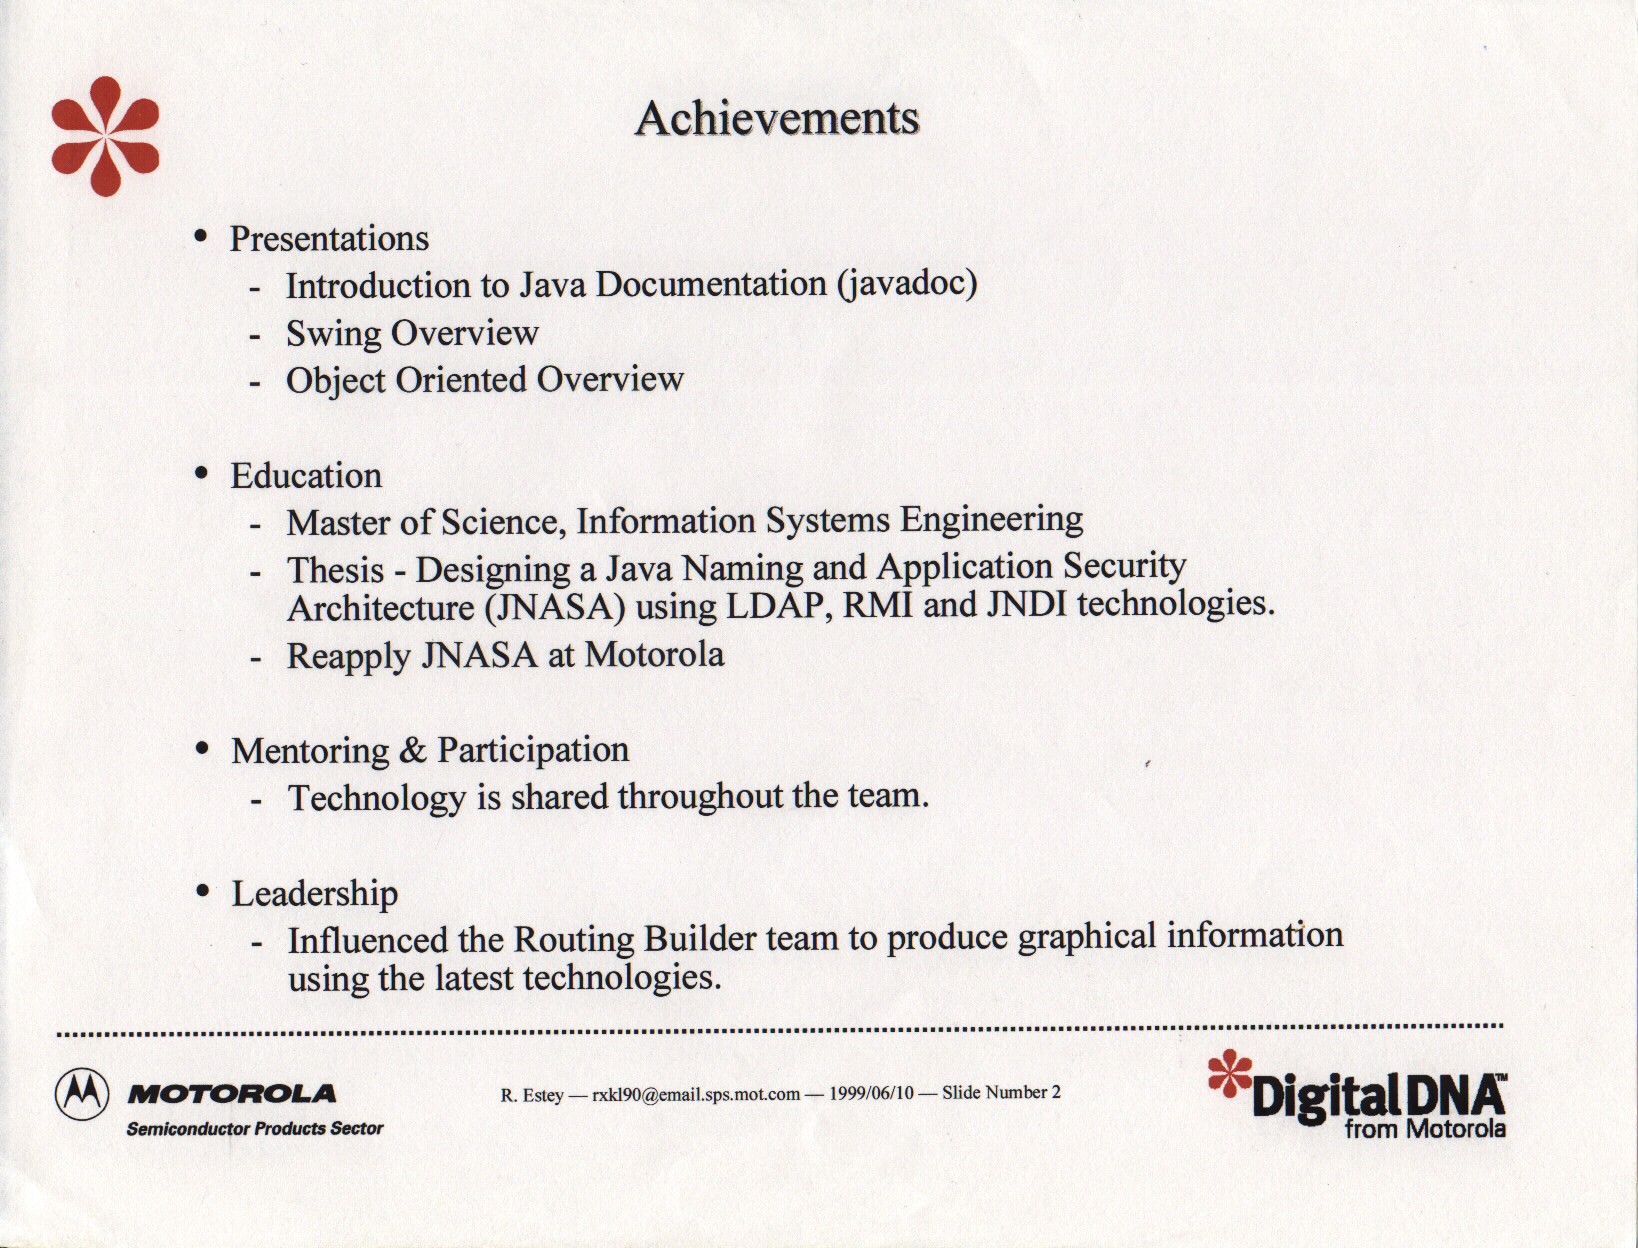 Achievements
• Presentations
- Introduction to Java Documentation (javadoc)
- Swing Overview
- Object Oriented Overview
• Education
- Master of Science, Information Systems Engineering
- Thesis - Designing a Java Naming and Application Security
Architecture (JNASA) using LDAP, RMI and JNDI technologies.
- Reapply JNASA at Motorola
• Mentoring & Participation
- Technology is shared throughout the team.
• Leadership
- Influenced the Routing Builder team to produce graphical information
using the latest technologies.
MOTOROLA
Semiconductor Products Sector
R. Estey — rxkl90@email.sps.mot.com — 1999/06/10 — Slide Number 2
DigitalDNA™
from Motorola